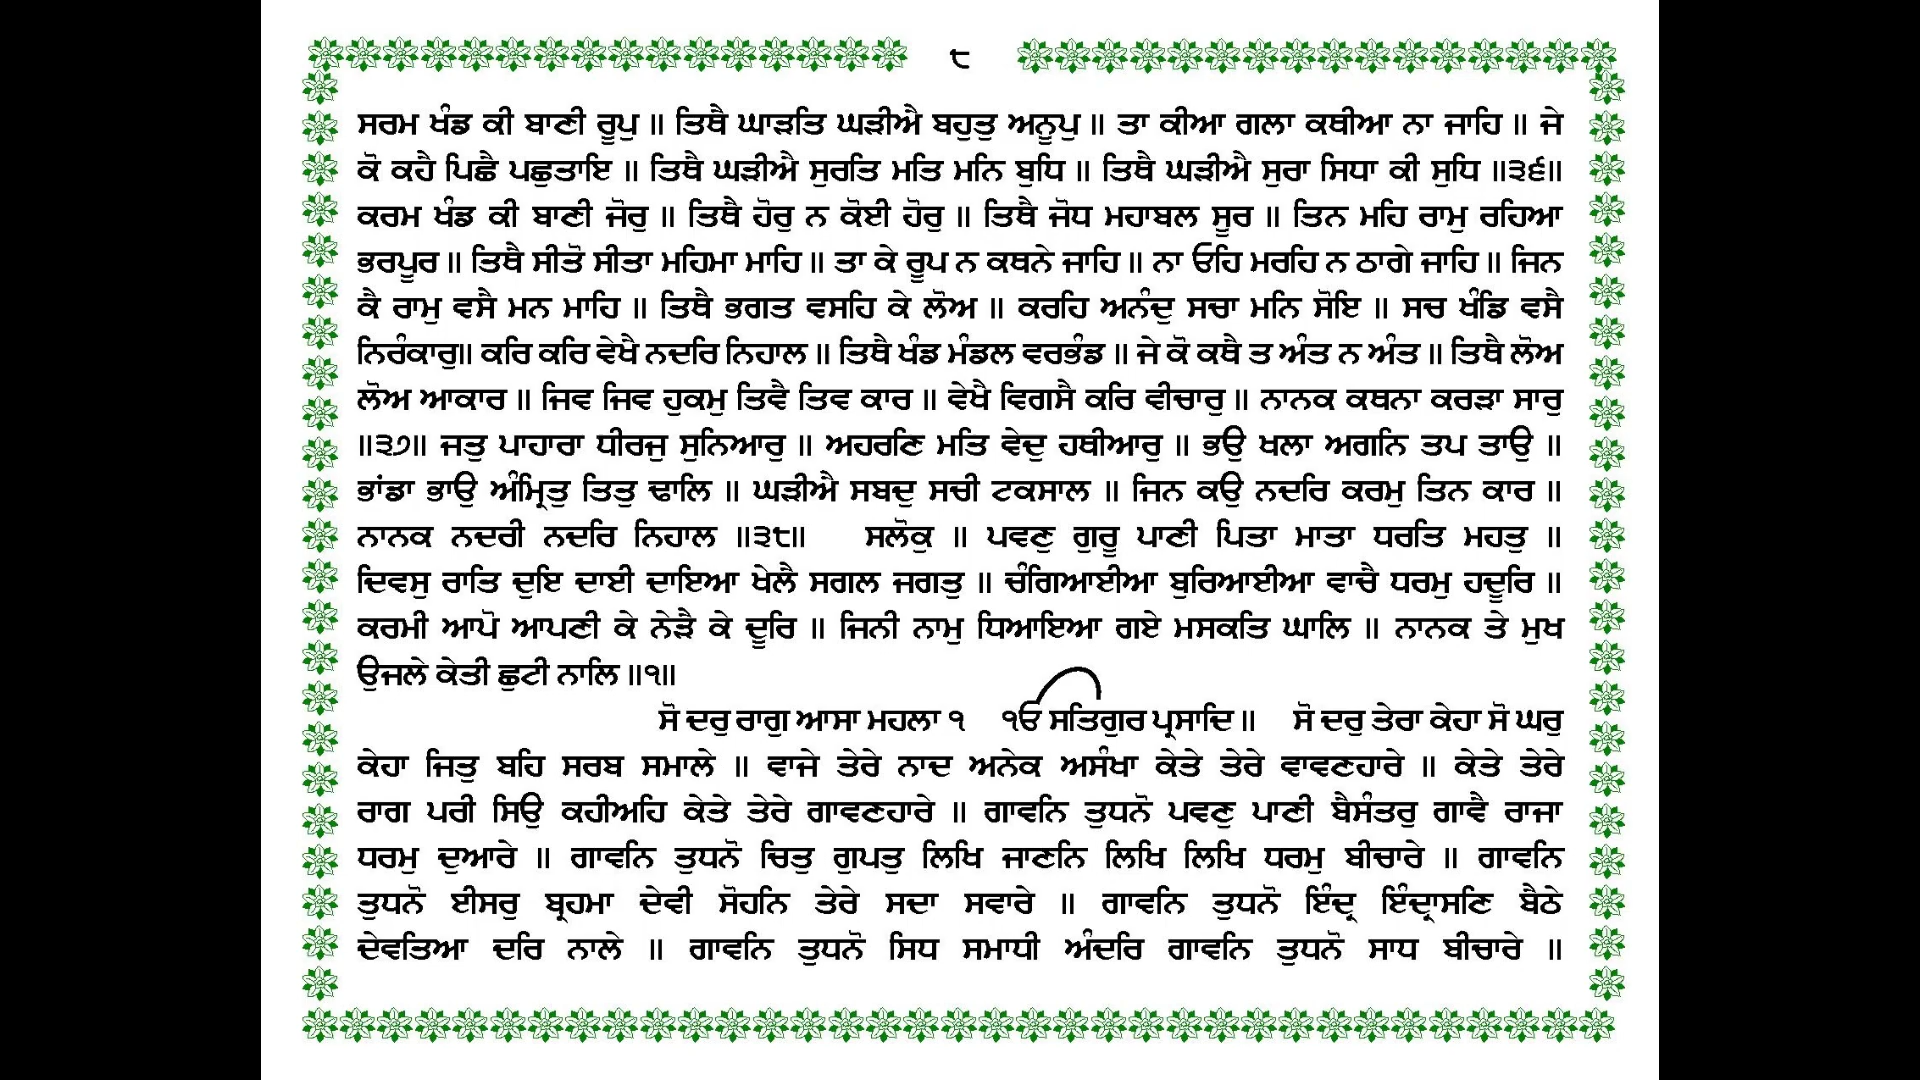 ੮
ਸਰਮ ਖੰਡ ਕੀ ਬਾਣੀ ਰੂਪੁ ॥ ਤਿਥੈ ਘਾੜਤਿ ਘੜੀਐ ਬਹੁਤੁ ਅਨੂਪੁ ॥ ਤਾ ਕੀਆ ਗਲਾ ਕਥੀਆ ਨਾ ਜਾਹਿ ॥ ਜੇ
ਕੋ ਕਹੈ ਪਿਛੈ ਪਛੁਤਾਇ ॥ ਤਿਥੈ ਘੜੀਐ ਸੁਰਤਿ ਮਤਿ ਮਨਿ ਬੁਧਿ ॥ ਤਿਥੈ ਘੜੀਐ ਸੁਰਾ ਸਿਧਾ ਕੀ ਸੁਧਿ ॥੩੬॥
ਕਰਮ ਖੰਡ ਕੀ ਬਾਣੀ ਜੋਰੁ ॥ ਤਿਥੈ ਹੋਰੁ ਨ ਕੋਈ ਹੋਰੁ ॥ ਤਿਥੈ ਜੋਧ ਮਹਾਬਲ ਸੂਰ ॥ ਤਿਨ ਮਹਿ ਰਾਮੁ ਰਹਿਆ
ਭਰਪੂਰ ॥ ਤਿਥੈ ਸੀਤੋ ਸੀਤਾ ਮਹਿਮਾ ਮਾਹਿ ॥ ਤਾ ਕੇ ਰੂਪ ਨ ਕਥਨੇ ਜਾਹਿ ॥ ਨਾ ਓਹਿ ਮਰਹਿ ਨ ਠਾਗੇ ਜਾਹਿ ॥ ਜਿਨ
ਕੈ ਰਾਮੁ ਵਸੈ ਮਨ ਮਾਹਿ ॥ ਤਿਥੈ ਭਗਤ ਵਸਹਿ ਕੇ ਲੋਅ ॥ ਕਰਹਿ ਅਨੰਦੁ ਸਚਾ ਮਨਿ ਸੋਇ ॥ ਸਚ ਖੰਡਿ ਵਸੈ
ਨਿਰੰਕਾਰੁ॥ ਕਰਿ ਕਰਿ ਵੇਖੈ ਨਦਰਿ ਨਿਹਾਲ ॥ ਤਿਥੈ ਖੰਡ ਮੰਡਲ ਵਰਭੰਡ ॥ ਜੇ ਕੋ ਕਥੈ ਤ ਅੰਤ ਨ ਅੰਤ ॥ ਤਿਥੈ ਲੋਅ
ਲੋਅ ਆਕਾਰ ॥ ਜਿਵ ਜਿਵ ਹੁਕਮੁ ਤਿਵੈ ਤਿਵ ਕਾਰ ॥ ਵੇਖੈ ਵਿਗਸੈ ਕਰਿ ਵੀਚਾਰੁ ॥ ਨਾਨਕ ਕਥਨਾ ਕਰੜਾ ਸਾਰੁ
॥੩੭॥ ਜਤੁ ਪਾਹਾਰਾ ਧੀਰਜੁ ਸੁਨਿਆਰੁ ॥ ਅਹਰਣਿ ਮਤਿ ਵੇਦੁ ਹਥੀਆਰੁ ॥ ਭਉ ਖਲਾ ਅਗਨਿ ਤਪ ਤਾਉ ॥
ਭਾਂਡਾ ਭਾਉ ਅੰਮ੍ਰਿਤੁ ਤਿਤੁ ਢਾਲਿ ॥ ਘੜੀਐ ਸਬਦੁ ਸਚੀ ਟਕਸਾਲ ॥ ਜਿਨ ਕਉ ਨਦਰਿ ਕਰਮੁ ਤਿਨ ਕਾਰ ॥
ਨਾਨਕ ਨਦਰੀ ਨਦਰਿ ਨਿਹਾਲ ॥੩੮॥ ਸਲੋਕੁ ॥ ਪਵਣੁ ਗੁਰੂ ਪਾਣੀ ਪਿਤਾ ਮਾਤਾ ਧਰਤਿ ਮਹਤੁ ॥
ਦਿਵਸੁ ਰਾਤਿ ਦੁਇ ਦਾਈ ਦਾਇਆ ਖੇਲੈ ਸਗਲ ਜਗਤੁ ॥ ਚੰਗਿਆਈਆ ਬੁਰਿਆਈਆ ਵਾਚੈ ਧਰਮੁ ਹਦੂਰਿ ॥
ਕਰਮੀ ਆਪੋ ਆਪਣੀ ਕੇ ਨੇੜੈ ਕੇ ਦੂਰਿ ॥ ਜਿਨੀ ਨਾਮੁ ਧਿਆਇਆ ਗਏ ਮਸਕਤਿ ਘਾਲਿ ॥ ਨਾਨਕ ਤੇ ਮੁਖ
ਉਜਲੇ ਕੇਤੀ ਛੁਟੀ ਨਾਲਿ ॥੧॥
ਸੋ ਦਰੁ ਰਾਗੁ ਆਸਾ ਮਹਲਾ ੧ ੴ ਸਤਿਗੁਰ ਪ੍ਰਸਾਦਿ ॥ ਸੋ ਦਰੁ ਤੇਰਾ ਕੇਹਾ ਸੋ ਘਰੁ
ਕੇਹਾ ਜਿਤੁ ਬਹਿ ਸਰਬ ਸਮਾਲੇ ॥ ਵਾਜੇ ਤੇਰੇ ਨਾਦ ਅਨੇਕ ਅਸੰਖਾ ਕੇਤੇ ਤੇਰੇ ਵਾਵਣਹਾਰੇ ॥ ਕੇਤੇ ਤੇਰੇ
ਰਾਗ ਪਰੀ ਸਿਉ ਕਹੀਅਹਿ ਕੇਤੇ ਤੇਰੇ ਗਾਵਣਹਾਰੇ ॥ ਗਾਵਨਿ ਤੁਧਨੋ ਪਵਣੁ ਪਾਣੀ ਬੈਸੰਤਰੁ ਗਾਵੈ ਰਾਜਾ
ਧਰਮੁ ਦੁਆਰੇ ॥ ਗਾਵਨਿ ਤੁਧਨੋ ਚਿਤੁ ਗੁਪਤੁ ਲਿਖਿ ਜਾਣਨਿ ਲਿਖਿ ਲਿਖਿ ਧਰਮੁ ਬੀਚਾਰੇ ॥ ਗਾਵਨਿ
ਤੁਧਨੋ ਈਸਰੁ ਬ੍ਰਹਮਾ ਦੇਵੀ ਸੋਹਨਿ ਤੇਰੇ ਸਦਾ ਸਵਾਰੇ ॥ ਗਾਵਨਿ ਤੁਧਨੋ ਇੰਦ੍ਰ ਇੰਦ੍ਰਾਸਣਿ ਬੈਠੇ
ਦੇਵਤਿਆ ਦਰਿ ਨਾਲੇ ॥ ਗਾਵਨਿ ਤੁਧਨੋ ਸਿਧ ਸਮਾਧੀ ਅੰਦਰਿ ਗਾਵਨਿ ਤੁਧਨੋ ਸਾਧ ਬੀਚਾਰੇ ॥